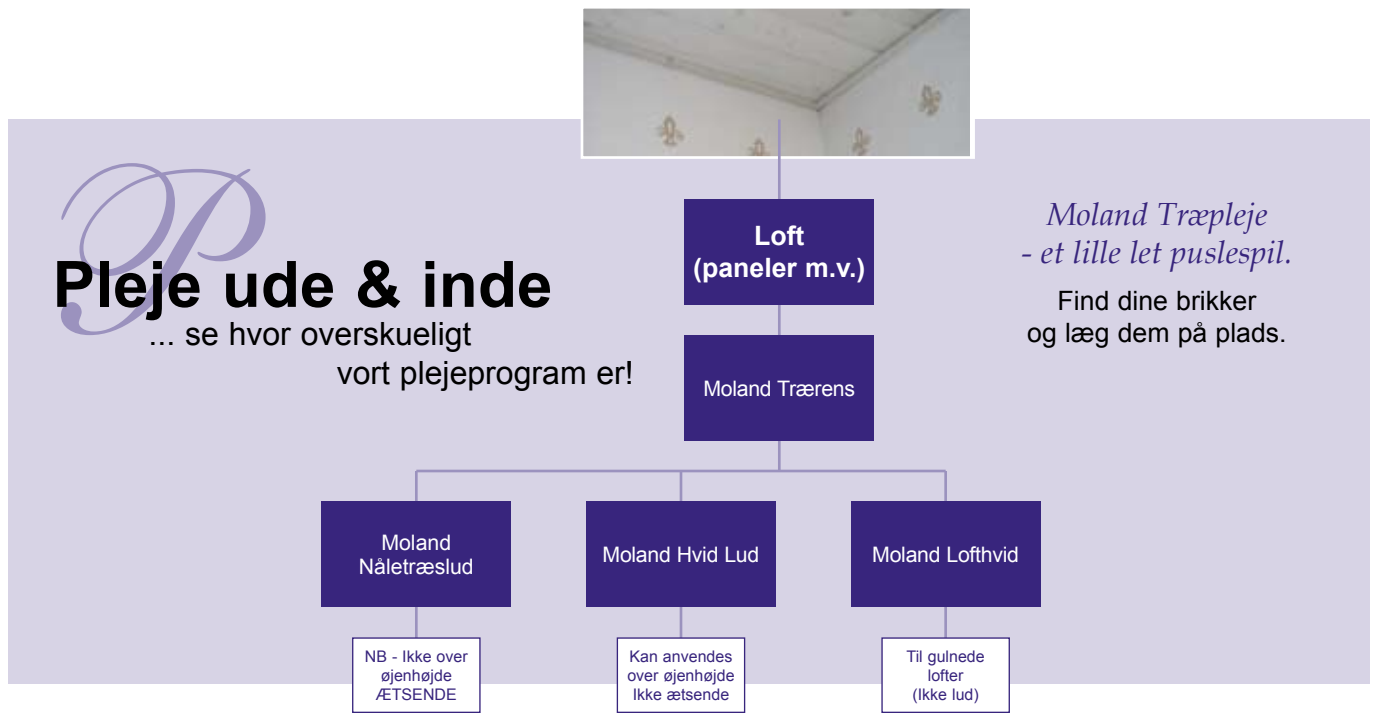 Pleje ude & inde
... se hvor overskueligt
vort plejeprogram er!
Loft
(paneler m.v.)
Moland Trærens
Moland Træpleje
- et lille let puslespil.
Find dine brikker
og læg dem på plads.
Moland
Nåletræslud
Moland Hvid Lud
Moland Lofthvid
NB - Ikke over
øjenhøjde
ÆTSENDE
Kan anvendes
over øjenhøjde
Ikke ætsende
Til gulnede
lofter
(Ikke lud)